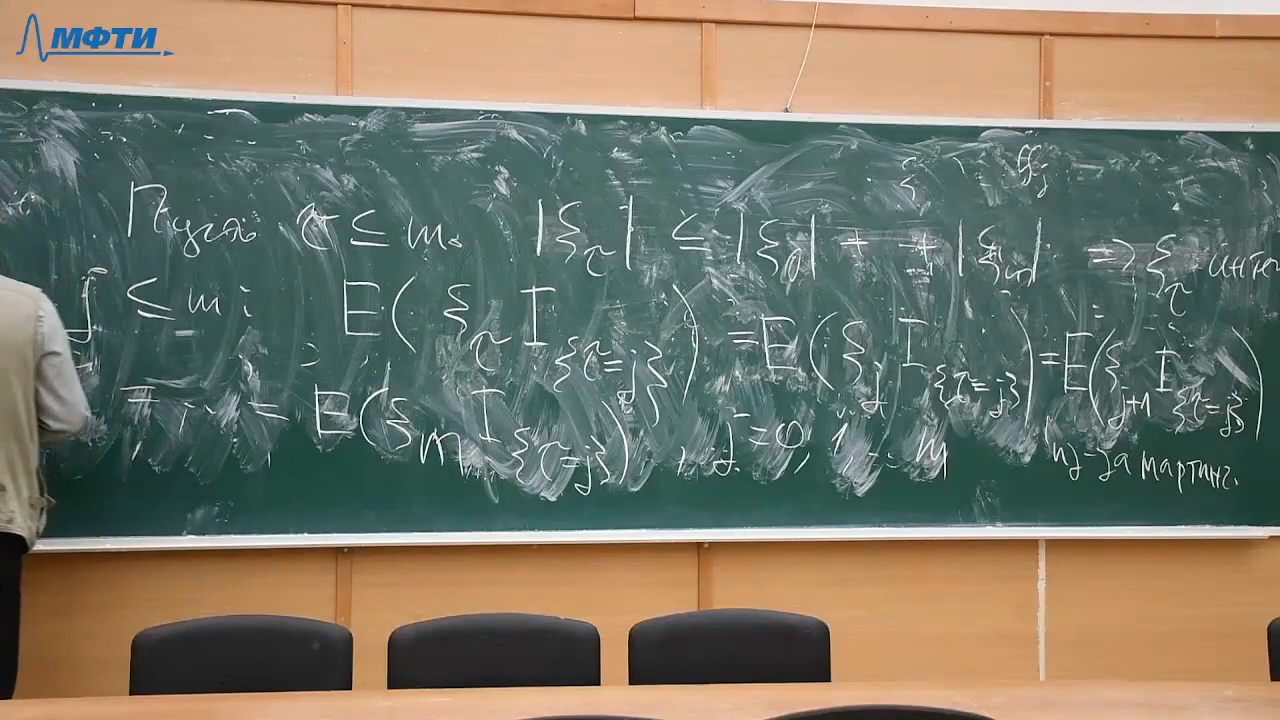 МФТИ
Пусть τ ≤ m. |ξ_τ| ≤ |ξ_0| + + |ξ_m| ⇒ ξ_τ
j ≤ m: E(ξ_τ I_{τ=j}) = E(ξ_j I_{τ=j}) = E(ξ_{j+1} I_{τ=j})
= ... = E(ξ_m I_{τ=j}), j = 0, 1, ... m (из-за мартинг.